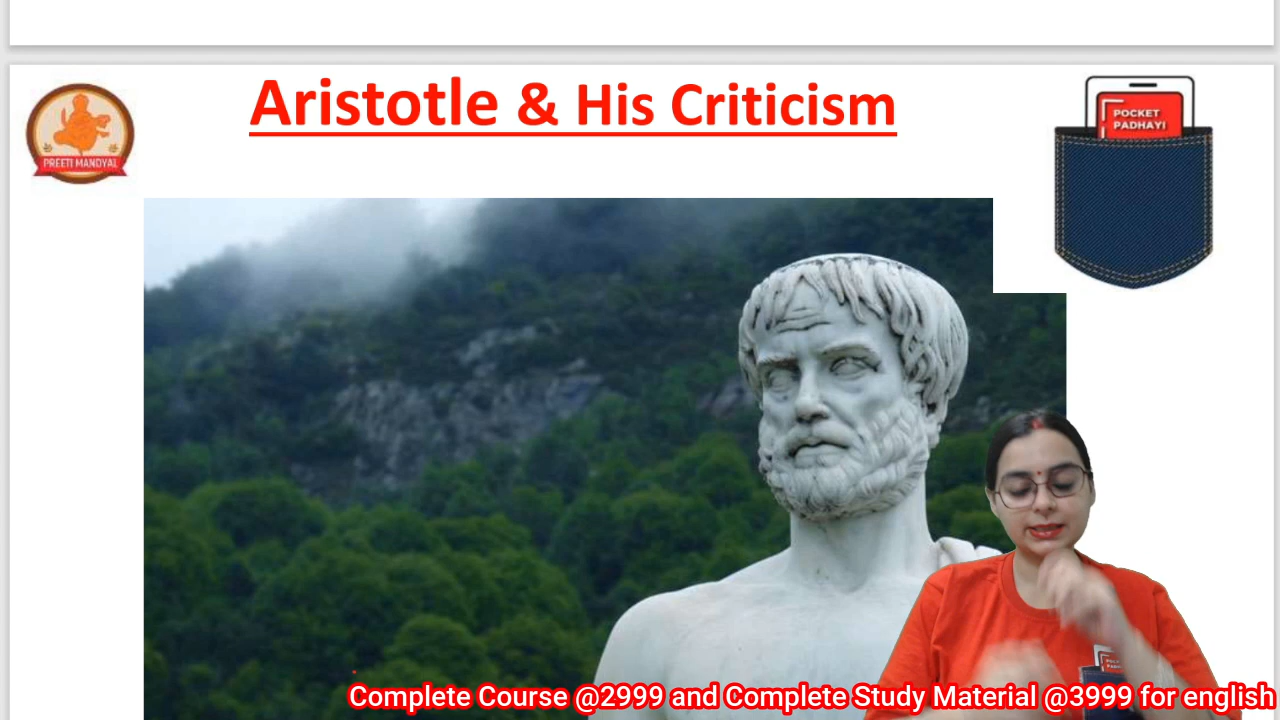 Aristotle & His Criticism
PREETI MANDYAL
POCKET
PADHAYI
Complete Course @2999 and Complete Study Material @3999 for english